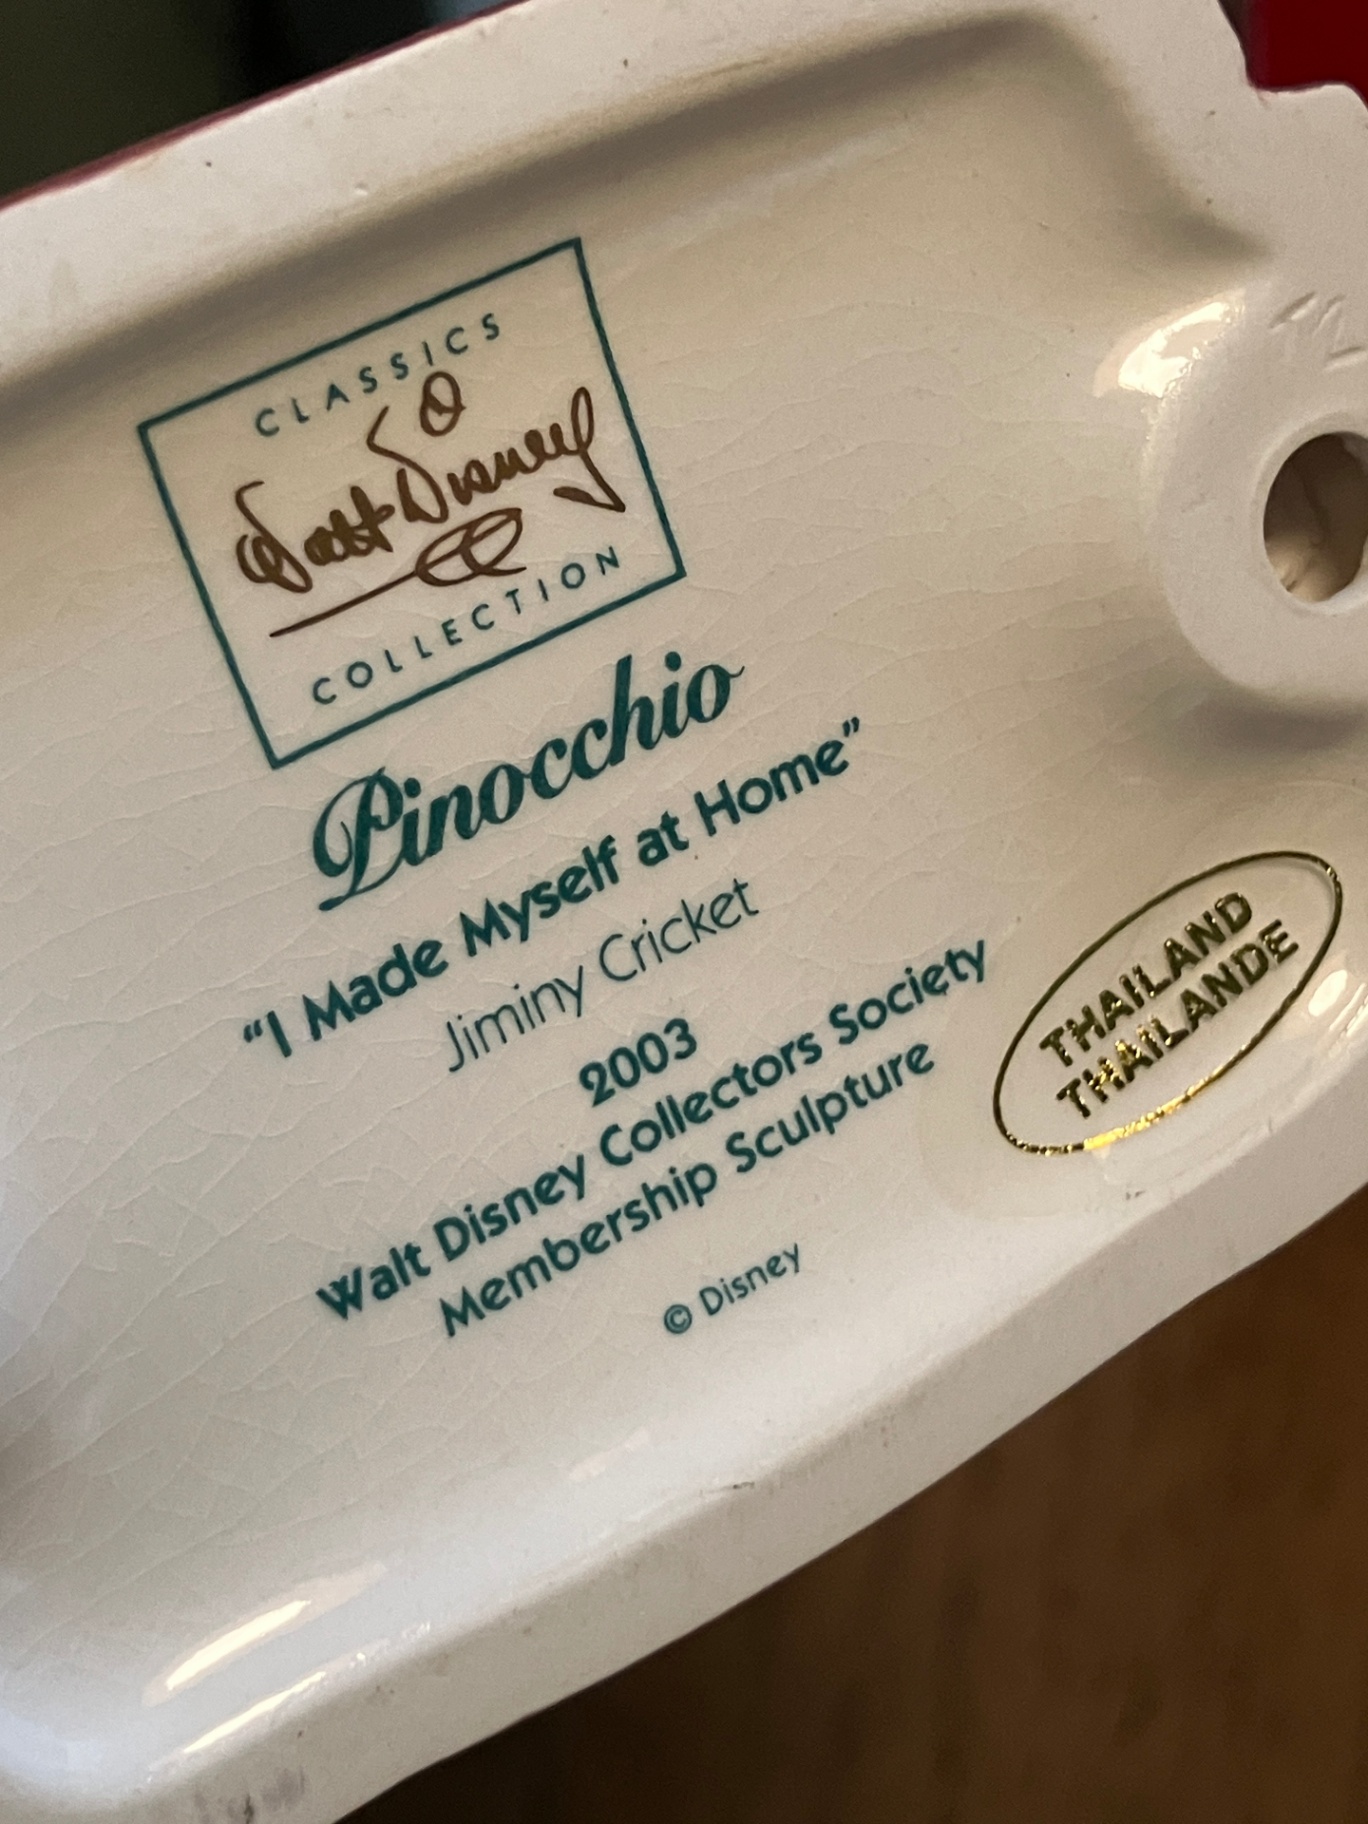 CLASSICS
Walt Disney
COLLECTION
Pinocchio
“I Made Myself at Home”
Jiminy Cricket
2003
Walt Disney Collectors Society
Membership Sculpture
© Disney
THAILAND
THAILANDE